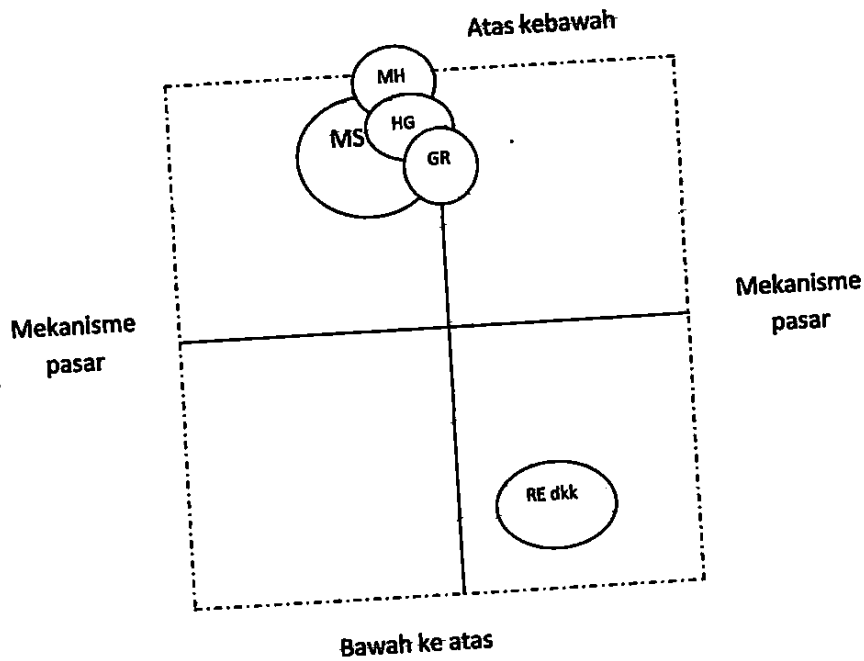 Atas kebawah
MH
HG
MS
GR
Mekanisme
pasar
Mekanisme
pasar
RE dkk
Bawah ke atas